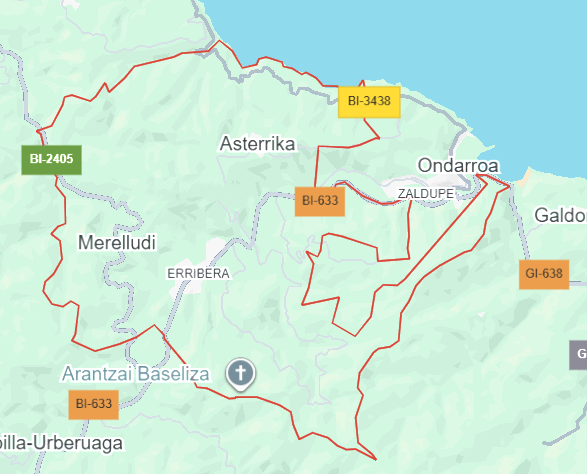 BI-3438
Asterrika
BI-2405
Ondarroa
ZALDUPE
BI-633
Galdo
Merelludi
ERRIBERA
GI-638
G
Arantzai Baseliza
BI-633
oilla-Urberuaga